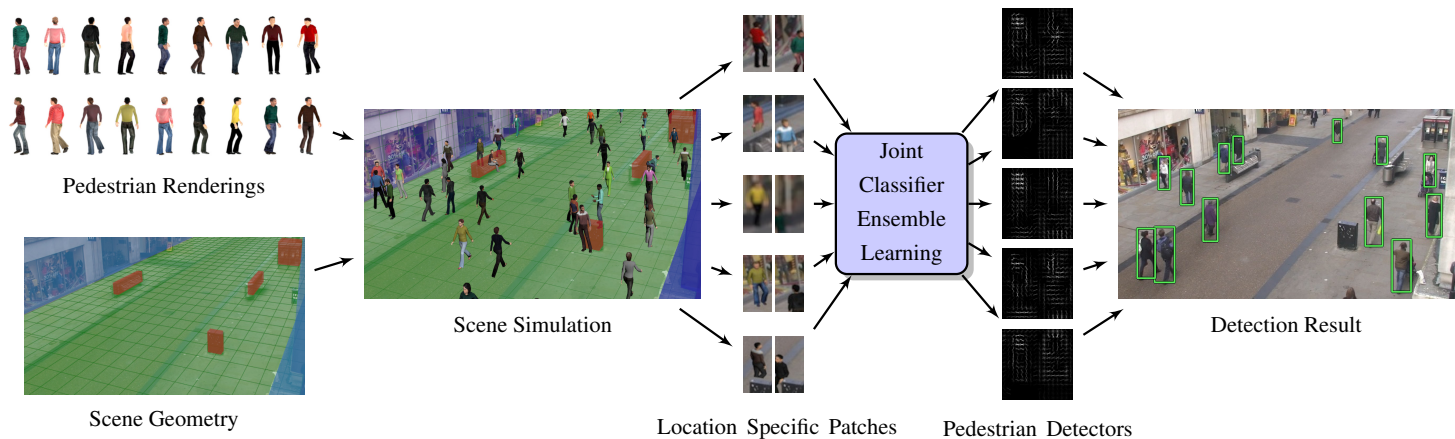 Pedestrian Renderings
Scene Geometry
Scene Simulation
Location Specific Patches
Joint
Classifier
Ensemble
Learning
Pedestrian Detectors
Detection Result